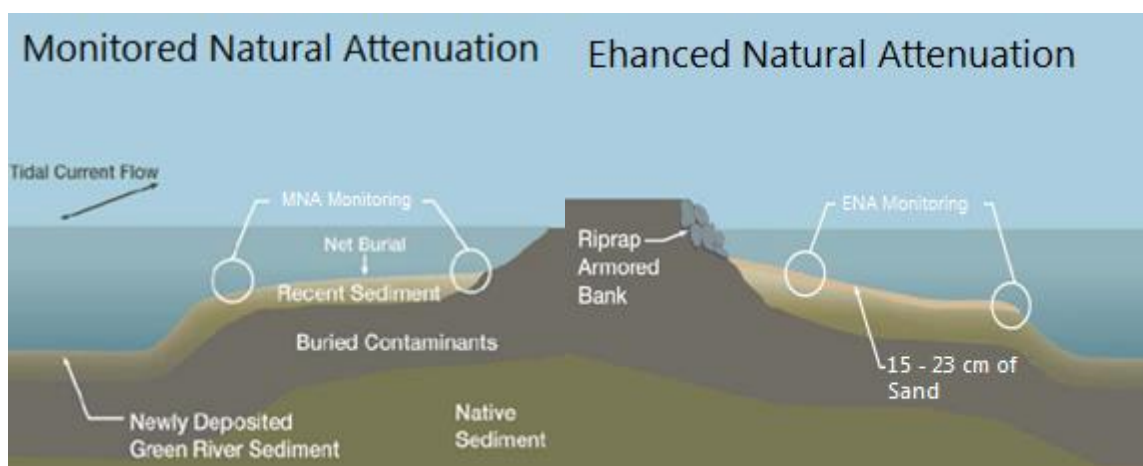 Monitored Natural Attenuation
Ehanced Natural Attenuation
Tidal Current Flow
MNA Monitoring
Net Burial
Recent Sediment
Buried Contaminants
Newly Deposited
Green River Sediment
Native
Sediment
ENA Monitoring
Riprap
Armored
Bank
15 - 23 cm of
Sand